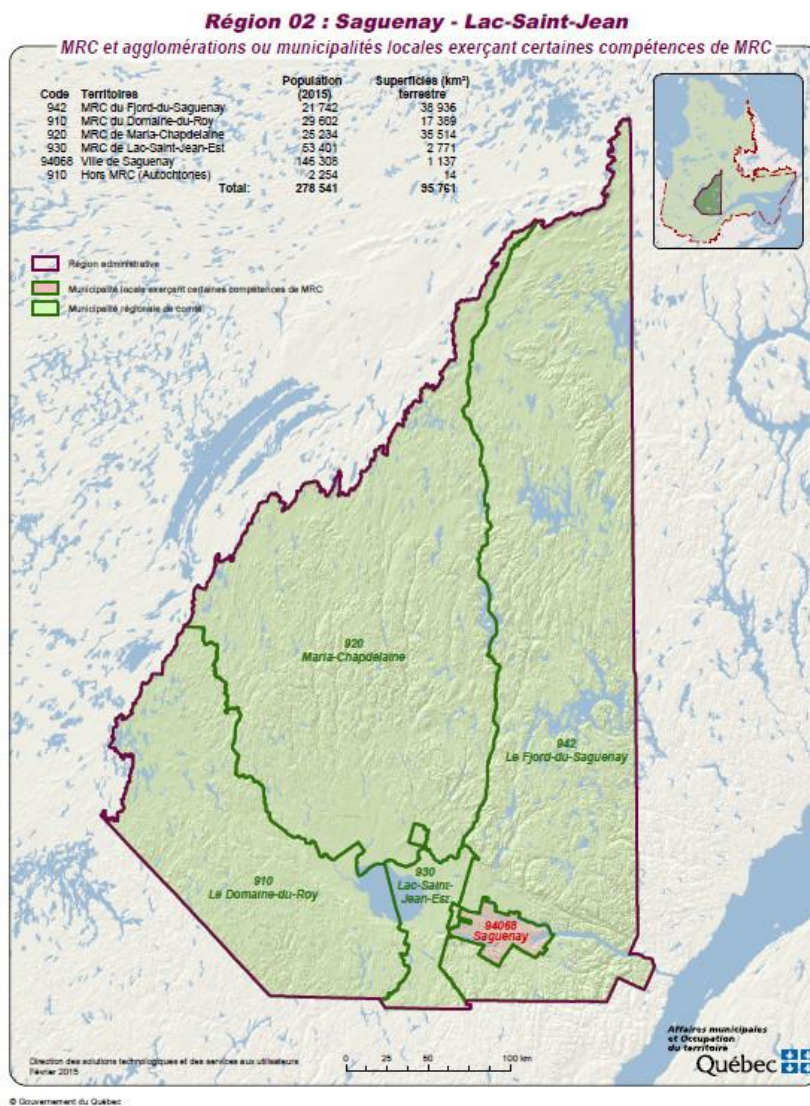 Région 02 : Saguenay - Lac-Saint-Jean
MRC et agglomérations ou municipalités locales exerçant certaines compétences de MRC
Code Territoires Population (2015) Superficies (km²) terrestre
942 MRC du Fjord-du-Saguenay 21 742 38 936
910 MRC du Domaine-du-Roy 29 602 17 389
920 MRC de Maria-Chapdelaine 25 234 35 514
930 MRC de Lac-Saint-Jean-Est 53 401 2 771
94068 Ville de Saguenay 146 308 1 137
910 Hors MRC (Autochtones) 2 254 14
Total: 278 541 95 761
Région administrative
Municipalité locale exerçant certaines compétences de MRC
Municipalité régionale de comté
920
Maria-Chapdelaine
942
Le Fjord-du-Saguenay
910
Le Domaine-du-Roy
930
Lac-Saint-
Jean-Est
94068
Saguenay
Direction des solutions technologiques et des services aux utilisateurs
Février 2015
0 25 50 100 km
Affaires municipales
et Occupation
du territoire
Québec
© Gouvernement du Québec